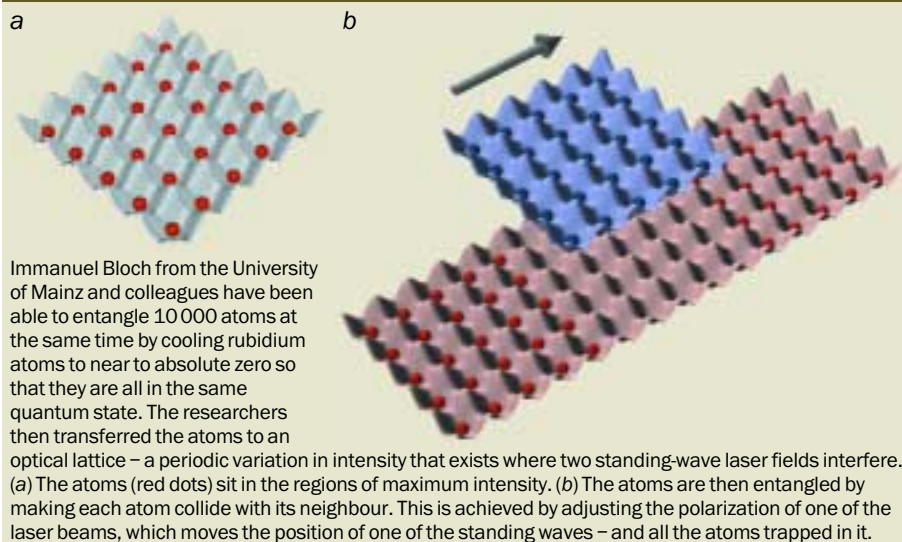 a
b
Immanuel Bloch from the University
of Mainz and colleagues have been
able to entangle 10 000 atoms at
the same time by cooling rubidium
atoms to near to absolute zero so
that they are all in the same
quantum state. The researchers
then transferred the atoms to an
optical lattice – a periodic variation in intensity that exists where two standing-wave laser fields interfere.
(a) The atoms (red dots) sit in the regions of maximum intensity. (b) The atoms are then entangled by
making each atom collide with its neighbour. This is achieved by adjusting the polarization of one of the
laser beams, which moves the position of one of the standing waves – and all the atoms trapped in it.